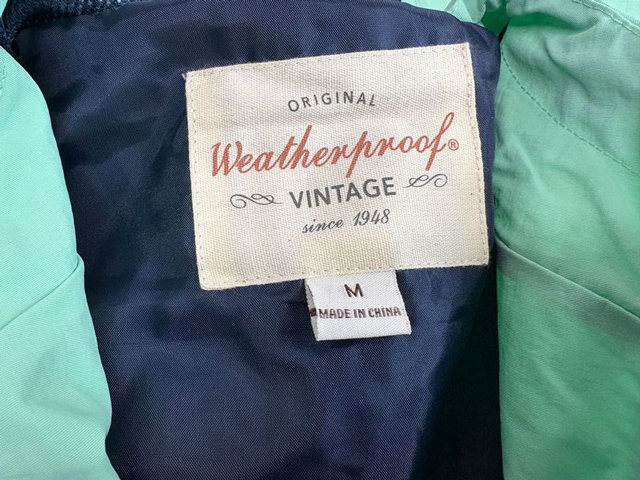 ORIGINAL
Weatherproof®
VINTAGE
since 1948
M
MADE IN CHINA